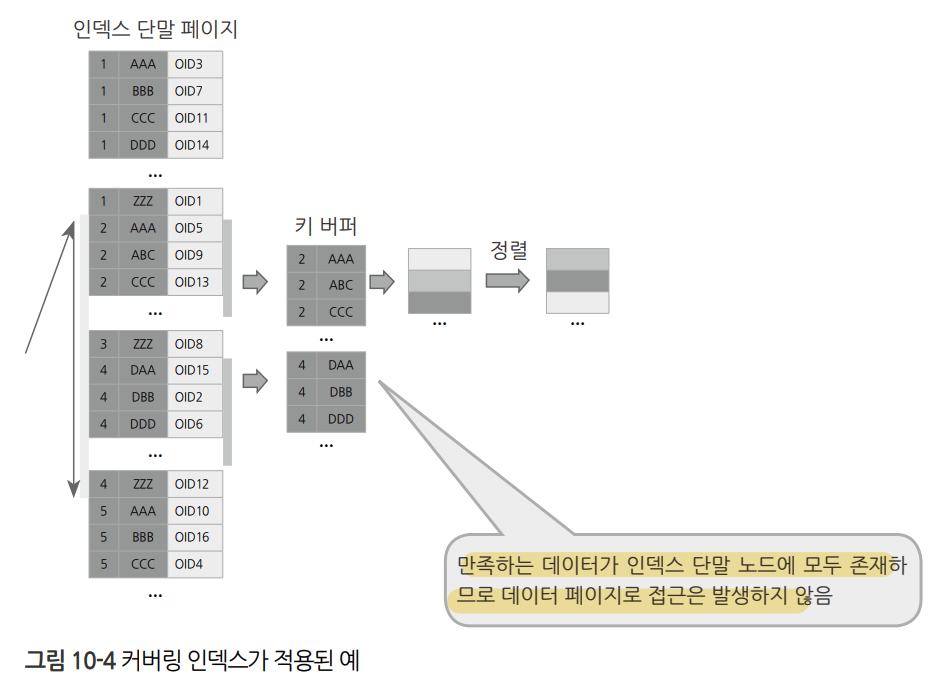 인덱스 단말 페이지
1 AAA OID3
1 BBB OID7
1 CCC OID11
1 DDD OID14
...
1 ZZZ OID1
2 AAA OID5
2 ABC OID9
2 CCC OID13
...
3 ZZZ OID8
4 DAA OID15
4 DBB OID2
4 DDD OID6
...
4 ZZZ OID12
5 AAA OID10
5 BBB OID16
5 CCC OID4
...
키 버퍼
2 AAA
2 ABC
2 CCC
...
4 DAA
4 DBB
4 DDD
...
...
정렬
...
만족하는 데이터가 인덱스 단말 노드에 모두 존재하
므로 데이터 페이지로 접근은 발생하지 않음
그림 10-4 커버링 인덱스가 적용된 예